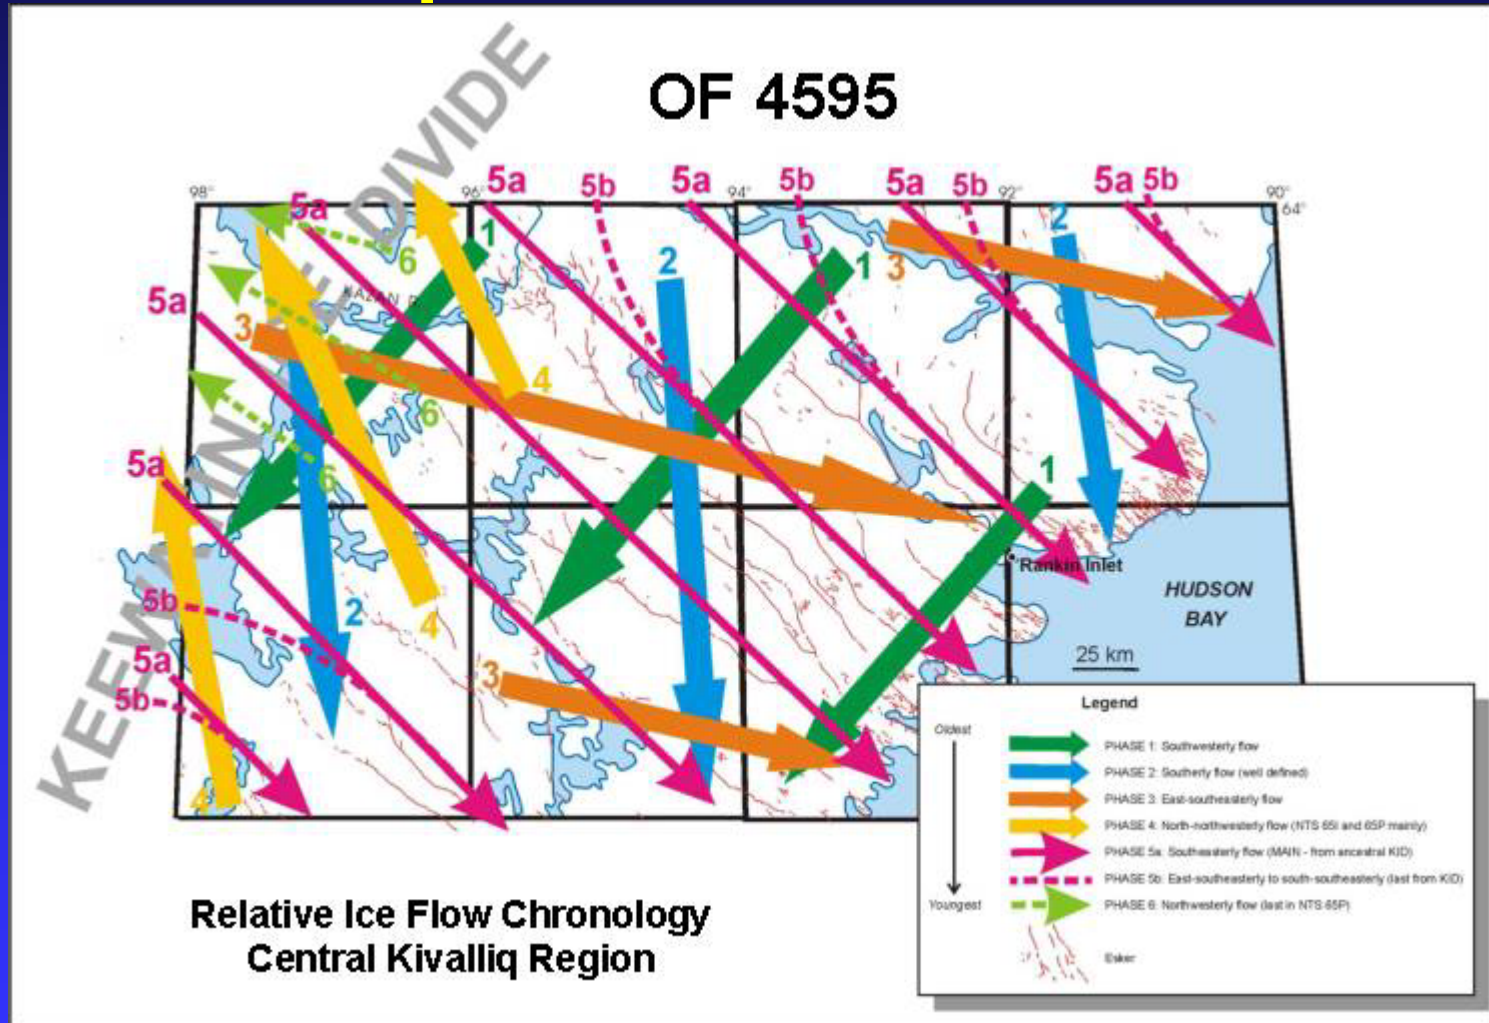 OF 4595
KEEWATIN ICE DIVIDE
98°
5a
96°
5a
5b
5a
94°
5b
5a
5b
92°
5a
5b
90°
64°
2
1
6
2
1
3
KAZAN
5a
3
4
6
5a
6
1
Rankin Inlet
HUDSON
BAY
5b
2
4
25 km
5a
3
5b
4
Legend
Oldest
PHASE 1: Southwesterly flow
PHASE 2: Southerly flow (well defined)
PHASE 3: East-southeasterly flow
PHASE 4: North-northwesterly flow (NTS 65I and 65P mainly)
PHASE 5a: Southeasterly flow (MAIN - from ancestral KID)
PHASE 5b: East-southeasterly to south-southeasterly (last from KID)
Youngest
PHASE 6: Northwesterly flow (last in NTS 65P)
Esker
Relative Ice Flow Chronology
Central Kivalliq Region